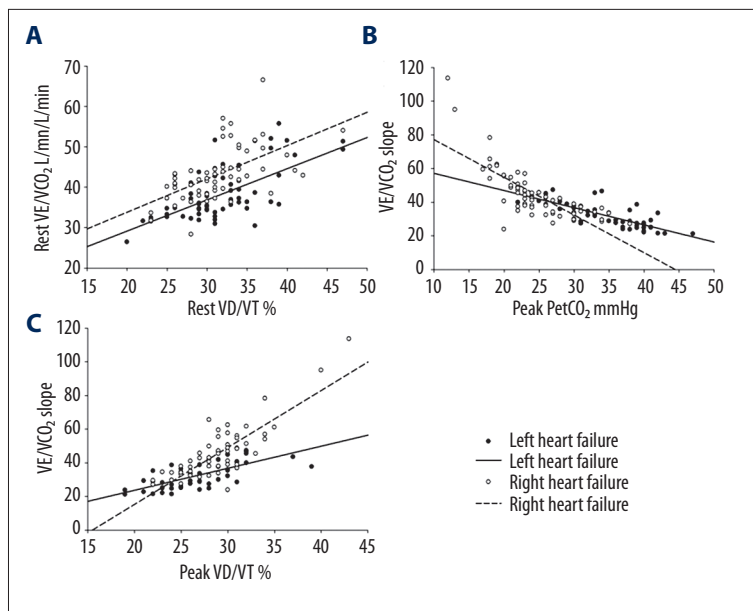 A
70
60
50
40
30
20
Rest VE/VCO₂ L/mn/L/min
15 20 25 30 35 40 45 50
Rest VD/VT %
B
120
100
80
60
40
20
0
VE/VCO₂ slope
10 15 20 25 30 35 40 45 50
Peak PetCO₂ mmHg
C
120
100
80
60
40
20
0
VE/VCO₂ slope
15 20 25 30 35 40 45
Peak VD/VT %
Left heart failure
Left heart failure
Right heart failure
Right heart failure